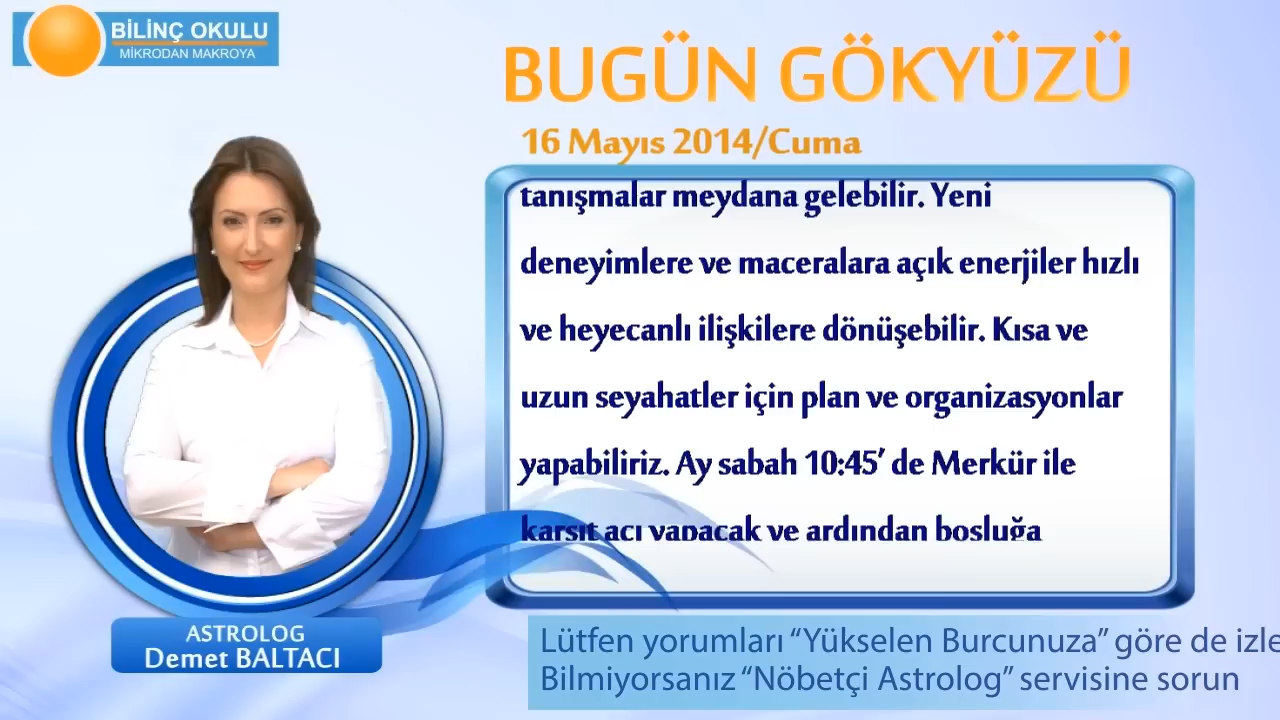 BİLİNÇ OKULU
MİKRODAN MAKROYA
BUGÜN GÖKYÜZÜ
16 Mayıs 2014/Cuma
tanışmalar meydana gelebilir. Yeni
deneyimlere ve maceralara açık enerjiler hızlı
ve heyecanlı ilişkilere dönüşebilir. Kısa ve
uzun seyahatler için plan ve organizasyonlar
yapabiliriz. Ay sabah 10:45' de Merkür ile
karşıt açı yapacak ve ardından boşluğa
ASTROLOG
Demet BALTACI
Lütfen yorumları “Yükselen Burcunuza” göre de izle
Bilmiyorsanız “Nöbetçi Astrolog” servisine sorun